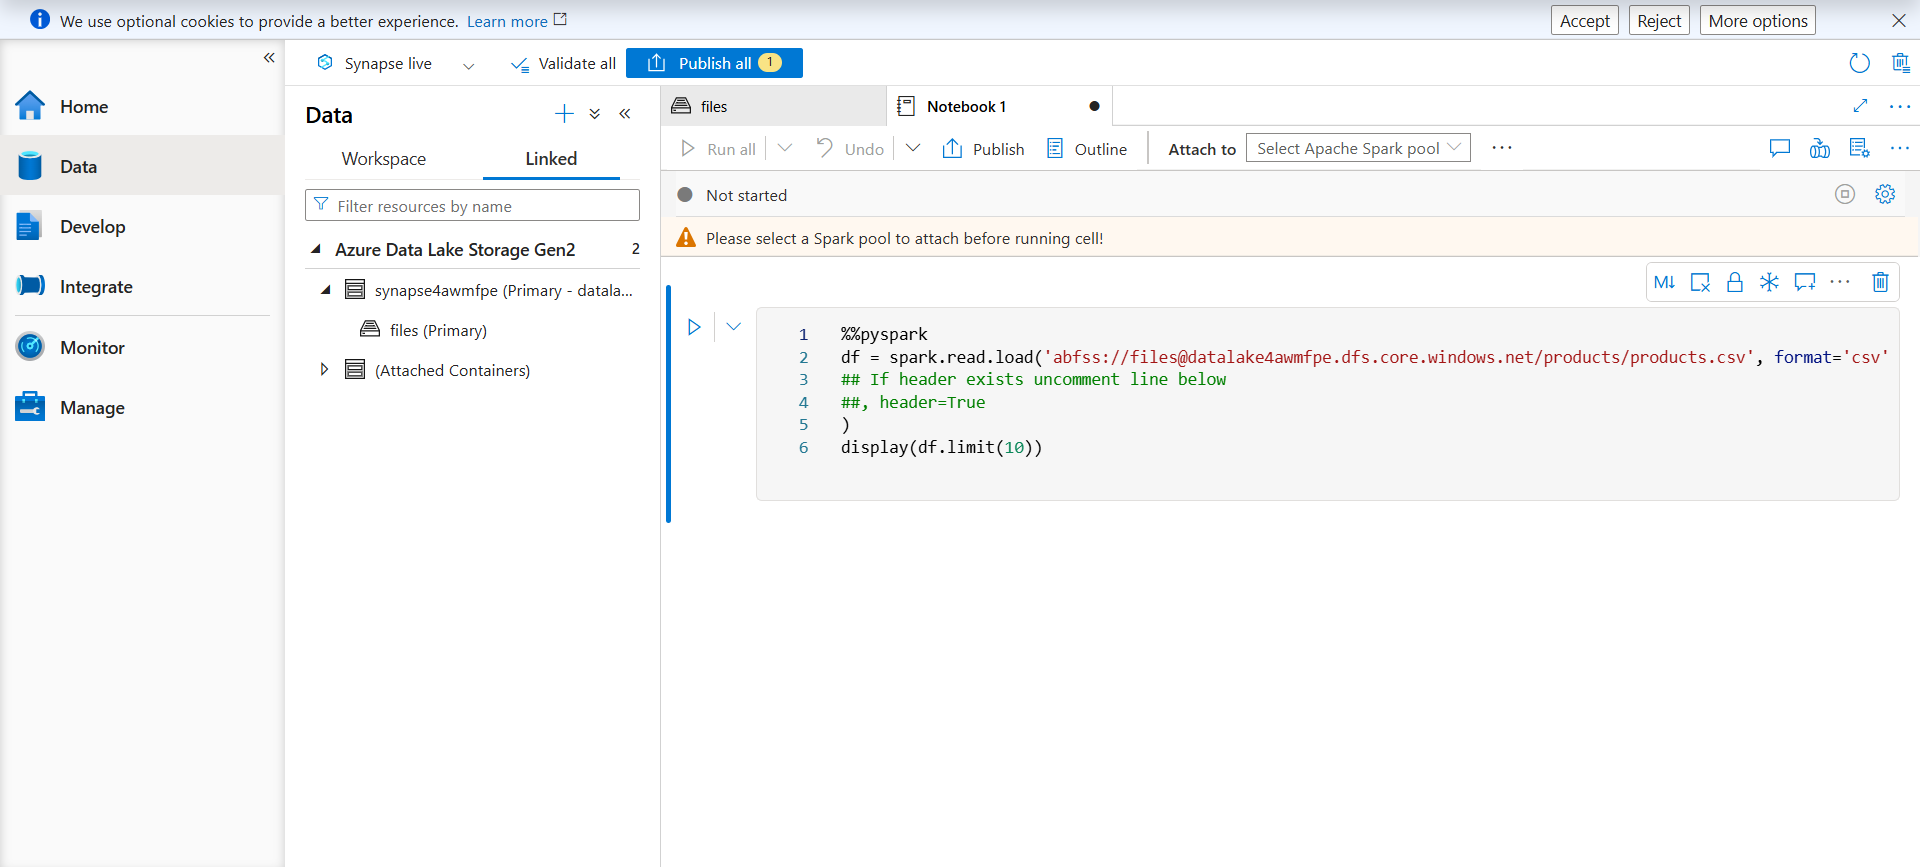 We use optional cookies to provide a better experience. Learn more
Accept
Reject
More options
Synapse live
Validate all
Publish all 1
Home
Data
Develop
Integrate
Monitor
Manage
Data
Workspace
Linked
Filter resources by name
Azure Data Lake Storage Gen2 2
synapse4awmfpe (Primary - datala...
files (Primary)
(Attached Containers)
files
Notebook 1
Run all
Undo
Publish
Outline
Attach to
Select Apache Spark pool
Not started
Please select a Spark pool to attach before running cell!
M↓
1 %%pyspark
2 df = spark.read.load('abfss://files@datalake4awmfpe.dfs.core.windows.net/products/products.csv', format='csv'
3 ## If header exists uncomment line below
4 ##, header=True
5 )
6 display(df.limit(10))